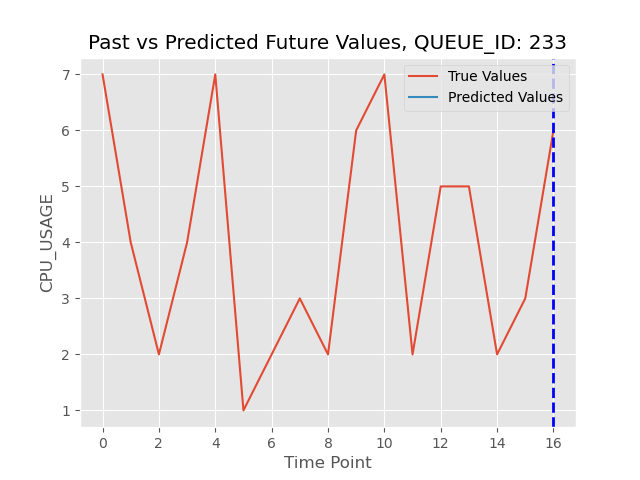 Past vs Predicted Future Values, QUEUE_ID: 233
True Values
Predicted Values
CPU_USAGE
7
6
5
4
3
2
1
0 2 4 6 8 10 12 14 16
Time Point